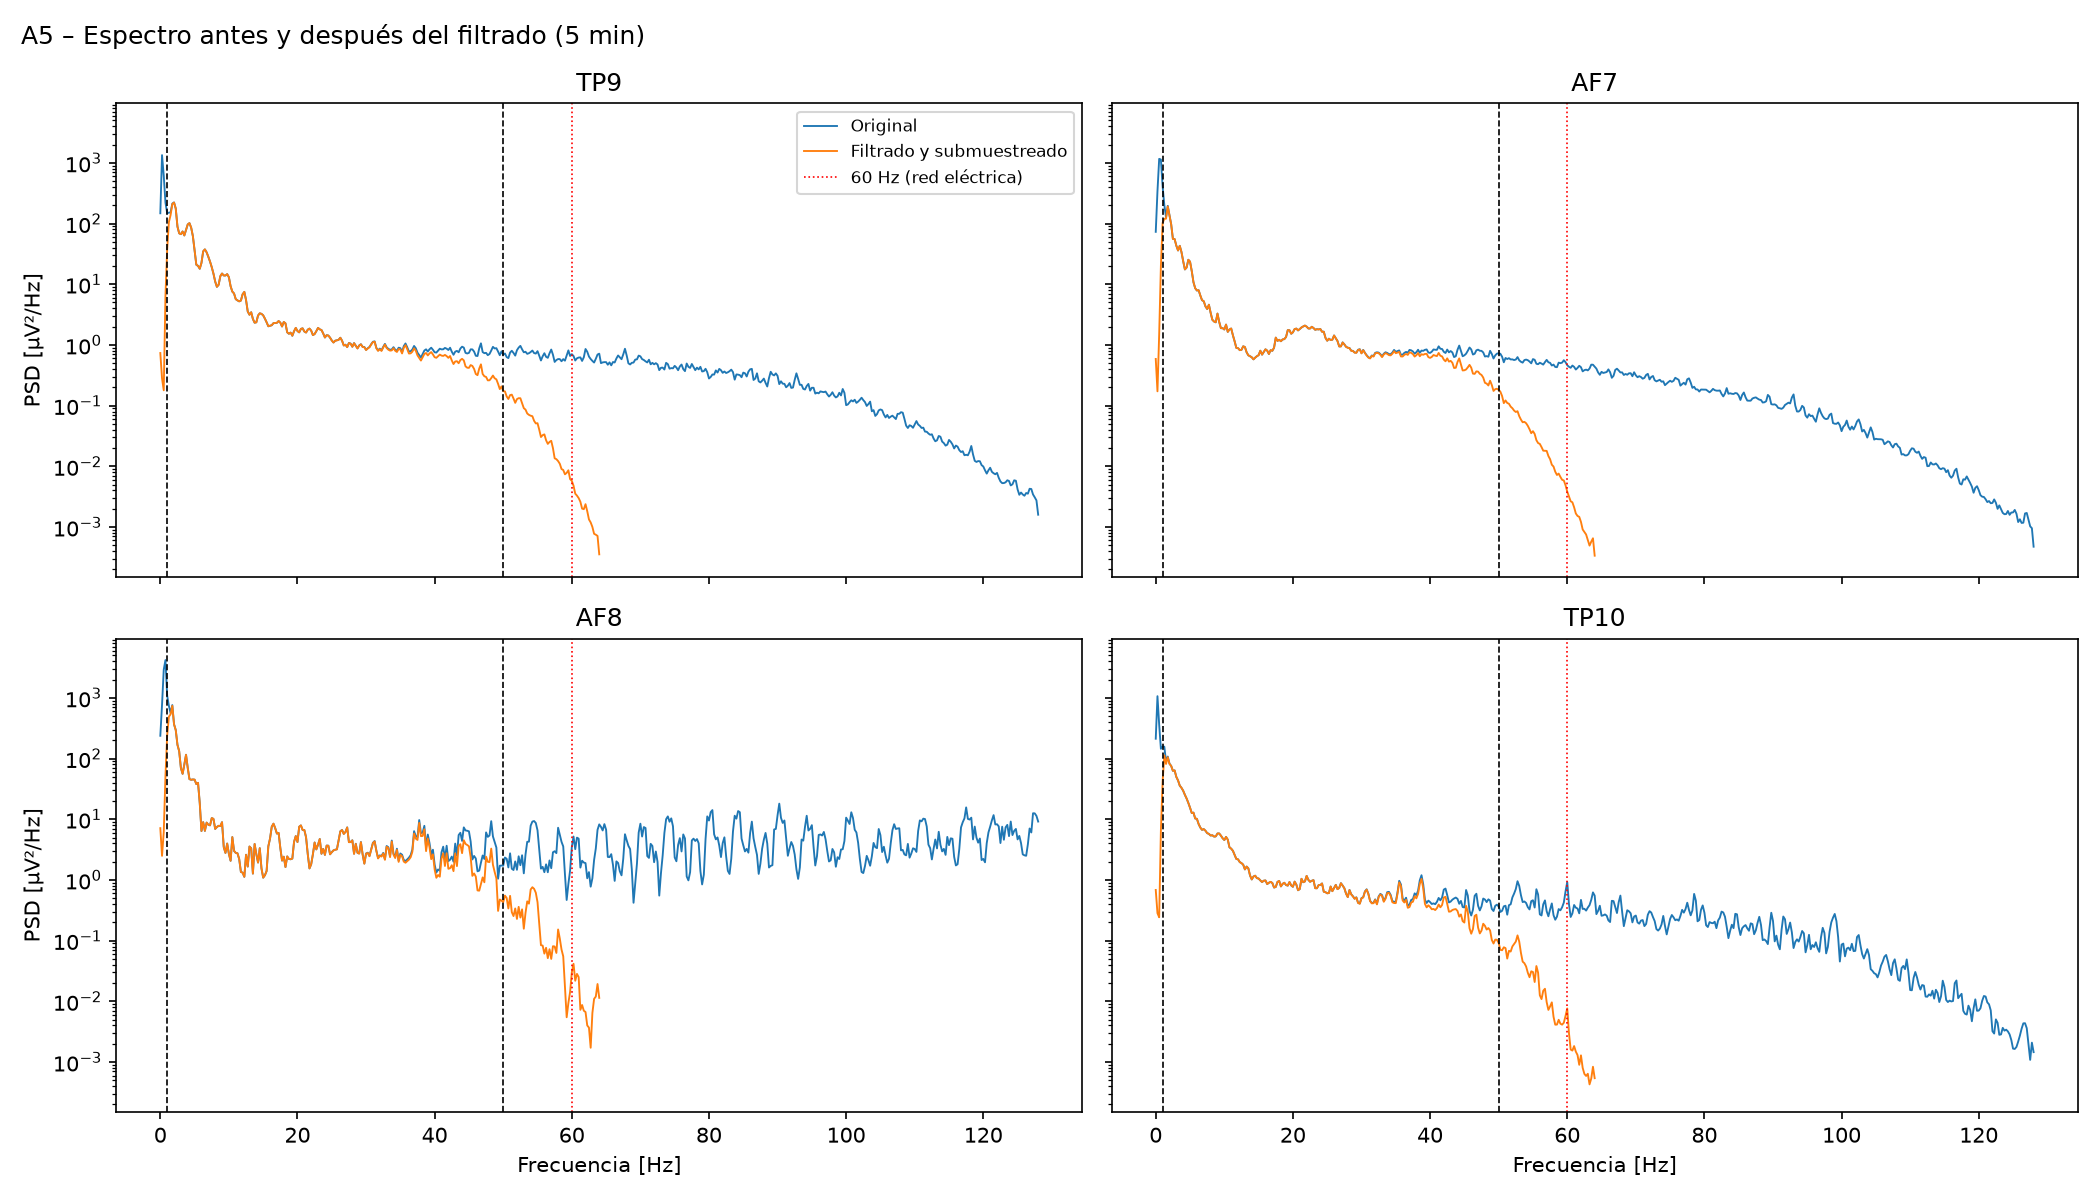 A5 – Espectro antes y después del filtrado (5 min)
TP9
AF7
Original
Filtrado y submuestreado
60 Hz (red eléctrica)
PSD [µV²/Hz]
10³
10²
10¹
10⁰
10⁻¹
10⁻²
10⁻³
AF8
TP10
PSD [µV²/Hz]
10³
10²
10¹
10⁰
10⁻¹
10⁻²
10⁻³
0 20 40 60 80 100 120
0 20 40 60 80 100 120
Frecuencia [Hz]
Frecuencia [Hz]